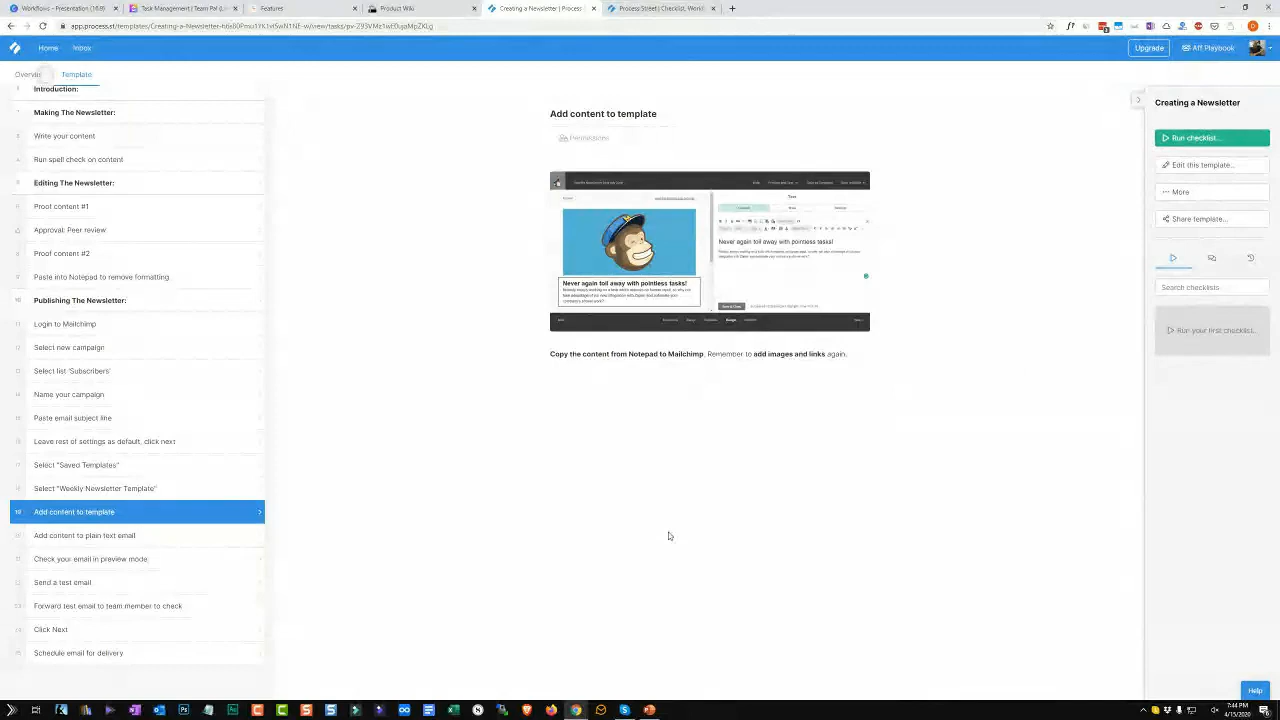 Workflows – Presentation (16:9)
Task Management | Team Pol (L
Features
Product Wiki
Creating a Newsletter | Process
Process Street | Checklist, Workfl
Home
Inbox
Upgrade
Aff Playbook
Template
Introduction:
Making The Newsletter:
Write your content
Run spell check on content
Editing The Newsletter:
Proof content #1
Approval: Peer review
Proof content #2
Paste into Notepad to remove formatting
Publishing The Newsletter:
Login to Mailchimp
Select new campaign
Select list 'Subscribers'
Name your campaign
Paste email subject line
Leave rest of settings as default, click next
Select "Saved Templates"
Select "Weekly Newsletter Template"
Add content to template
Add content to plain text email
Check your email in preview mode
Send a test email
Forward test email to team member to check
Click Next
Schedule email for delivery
Add content to template
Permissions
Never again toil away with pointless tasks!
Never again toil away with pointless tasks!
Copy the content from Notepad to Mailchimp. Remember to add images and links again.
Creating a Newsletter
Run checklist...
Edit this template...
More
Share template...
Search checklists
Run your first checklist...
Help
7:44 PM
4/15/2020